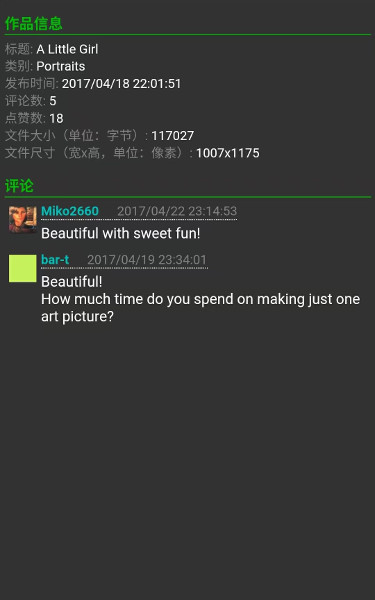 作品信息
标题: A Little Girl
类别: Portraits
发布时间: 2017/04/18 22:01:51
评论数: 5
点赞数: 18
文件大小（单位：字节）: 117027
文件尺寸（宽x高，单位：像素）: 1007x1175
评论
Miko2660 2017/04/22 23:14:53
Beautiful with sweet fun!
bar-t 2017/04/19 23:34:01
Beautiful!
How much time do you spend on making just one
art picture?